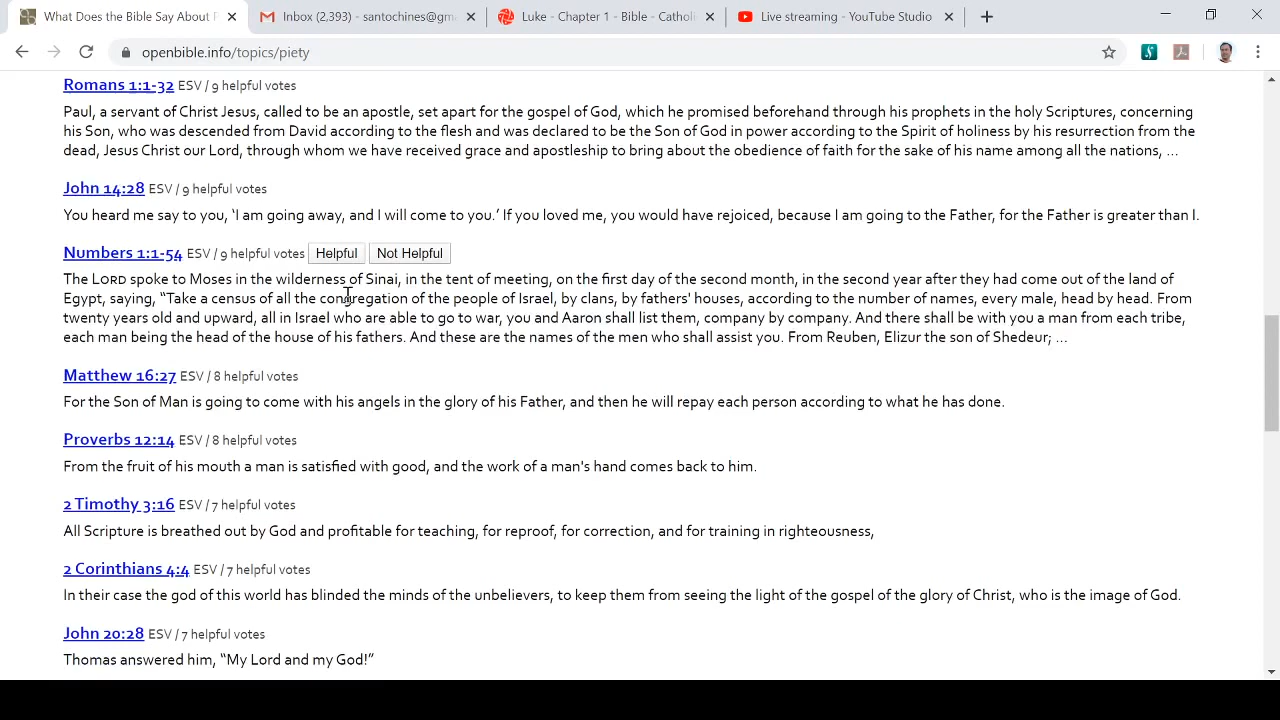 What Does the Bible Say About P
Inbox (2,393) - santochines@gm
Luke - Chapter 1 - Bible - Catholi
Live streaming - YouTube Studio
openbible.info/topics/piety
Romans 1:1-32 ESV / 9 helpful votes
Paul, a servant of Christ Jesus, called to be an apostle, set apart for the gospel of God, which he promised beforehand through his prophets in the holy Scriptures, concerning
his Son, who was descended from David according to the flesh and was declared to be the Son of God in power according to the Spirit of holiness by his resurrection from the
dead, Jesus Christ our Lord, through whom we have received grace and apostleship to bring about the obedience of faith for the sake of his name among all the nations, ...
John 14:28 ESV / 9 helpful votes
You heard me say to you, ‘I am going away, and I will come to you.’ If you loved me, you would have rejoiced, because I am going to the Father, for the Father is greater than I.
Numbers 1:1-54 ESV / 9 helpful votes Helpful Not Helpful
The LORD spoke to Moses in the wilderness of Sinai, in the tent of meeting, on the first day of the second month, in the second year after they had come out of the land of
Egypt, saying, “Take a census of all the congregation of the people of Israel, by clans, by fathers' houses, according to the number of names, every male, head by head. From
twenty years old and upward, all in Israel who are able to go to war, you and Aaron shall list them, company by company. And there shall be with you a man from each tribe,
each man being the head of the house of his fathers. And these are the names of the men who shall assist you. From Reuben, Elizur the son of Shedeur; ...
Matthew 16:27 ESV / 8 helpful votes
For the Son of Man is going to come with his angels in the glory of his Father, and then he will repay each person according to what he has done.
Proverbs 12:14 ESV / 8 helpful votes
From the fruit of his mouth a man is satisfied with good, and the work of a man's hand comes back to him.
2 Timothy 3:16 ESV / 7 helpful votes
All Scripture is breathed out by God and profitable for teaching, for reproof, for correction, and for training in righteousness,
2 Corinthians 4:4 ESV / 7 helpful votes
In their case the god of this world has blinded the minds of the unbelievers, to keep them from seeing the light of the gospel of the glory of Christ, who is the image of God.
John 20:28 ESV / 7 helpful votes
Thomas answered him, “My Lord and my God!”